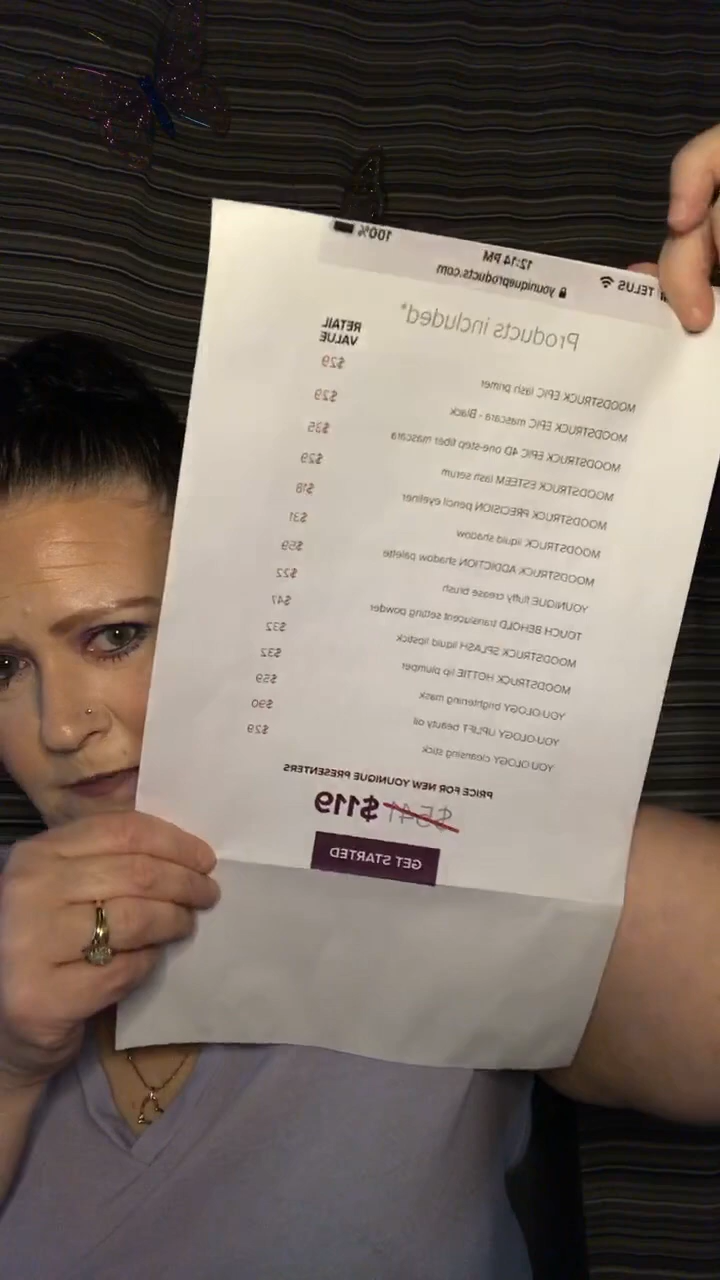 TELUS 12:14 PM 100%
youniqueproducts.com
Products included*
RETAIL
VALUE
MOODSTRUCK EPIC lash primer $29
MOODSTRUCK EPIC mascara - Black $29
MOODSTRUCK EPIC 4D one-step fiber mascara $35
MOODSTRUCK ESTEEM lash serum $29
MOODSTRUCK PRECISION pencil eyeliner $18
MOODSTRUCK liquid shadow $31
MOODSTRUCK ADDICTION shadow palette $59
YOUNIQUE fluffy crease brush $22
TOUCH BEHOLD translucent setting powder $47
MOODSTRUCK SPLASH liquid lipstick $32
MOODSTRUCK HOTTIE lip plumper $32
YOU·OLOGY brightening mask $59
YOU·OLOGY UPLIFT beauty oil $90
YOU·OLOGY cleansing stick $29
PRICE FOR NEW YOUNIQUE PRESENTERS
$541 $119
GET STARTED